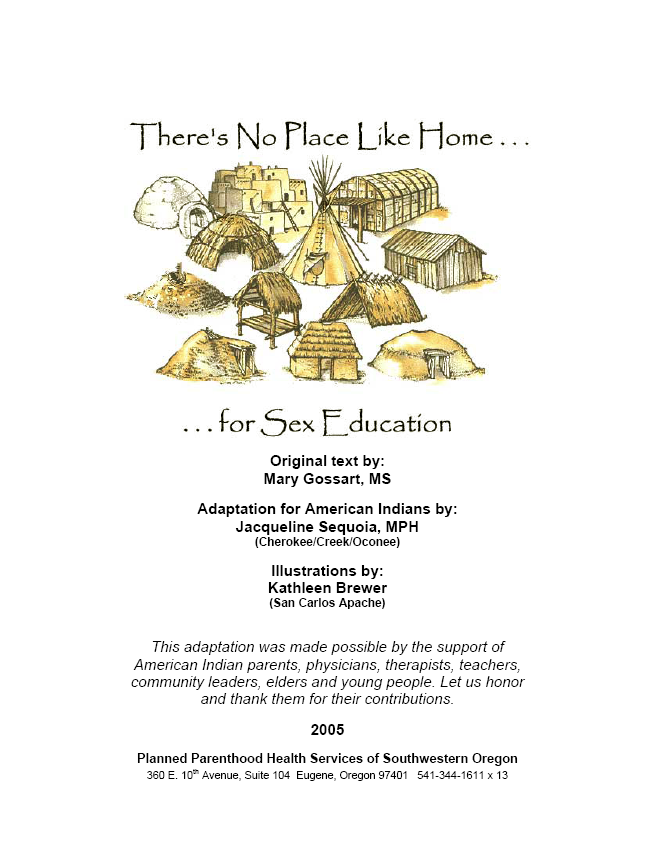 There's No Place Like Home . . .
. . . for Sex Education
Original text by:
Mary Gossart, MS
Adaptation for American Indians by:
Jacqueline Sequoia, MPH
(Cherokee/Creek/Oconee)
Illustrations by:
Kathleen Brewer
(San Carlos Apache)
This adaptation was made possible by the support of
American Indian parents, physicians, therapists, teachers,
community leaders, elders and young people. Let us honor
and thank them for their contributions.
2005
Planned Parenthood Health Services of Southwestern Oregon
360 E. 10th Avenue, Suite 104 Eugene, Oregon 97401 541-344-1611 x 13